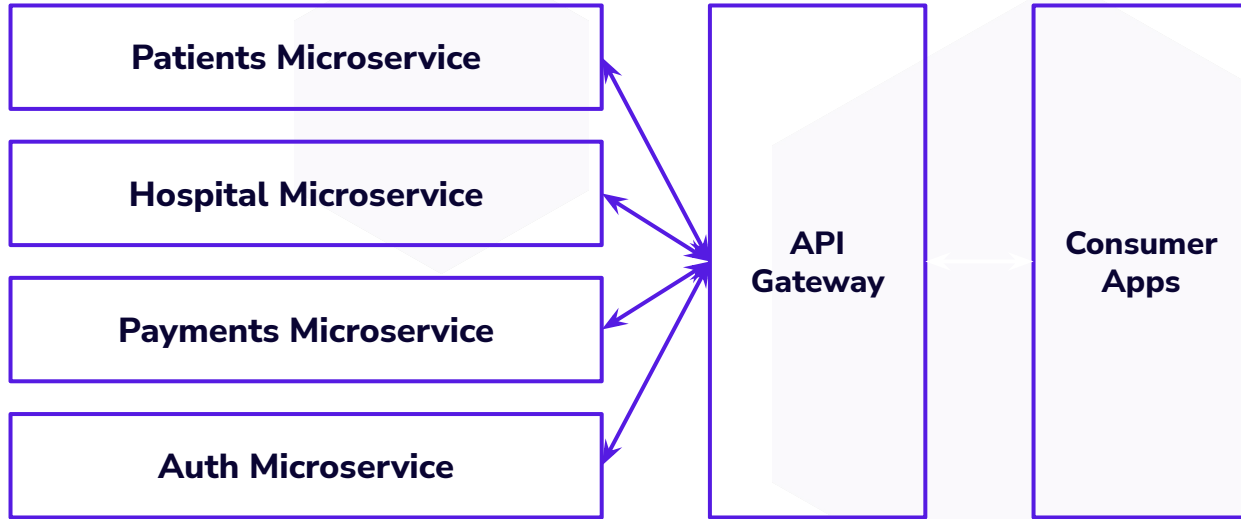 Patients Microservice
Hospital Microservice
Payments Microservice
Auth Microservice
API
Gateway
Consumer
Apps